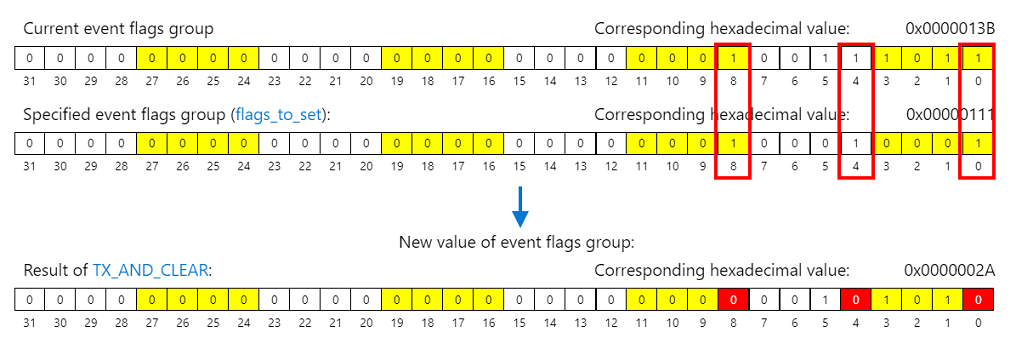 Current event flags group Corresponding hexadecimal value: 0x0000013B
0 0 0 0 0 0 0 0 0 0 0 0 0 0 0 0 0 0 0 0 0 0 0 1 0 0 1 1 1 0 1 1
31 30 29 28 27 26 25 24 23 22 21 20 19 18 17 16 15 14 13 12 11 10 9 8 7 6 5 4 3 2 1 0
Specified event flags group (flags_to_set): Corresponding hexadecimal value: 0x00000111
0 0 0 0 0 0 0 0 0 0 0 0 0 0 0 0 0 0 0 0 0 0 0 1 0 0 0 1 0 0 0 1
31 30 29 28 27 26 25 24 23 22 21 20 19 18 17 16 15 14 13 12 11 10 9 8 7 6 5 4 3 2 1 0
New value of event flags group:
Result of TX_AND_CLEAR: Corresponding hexadecimal value: 0x0000002A
0 0 0 0 0 0 0 0 0 0 0 0 0 0 0 0 0 0 0 0 0 0 0 0 0 0 1 0 1 0 1 0
31 30 29 28 27 26 25 24 23 22 21 20 19 18 17 16 15 14 13 12 11 10 9 8 7 6 5 4 3 2 1 0